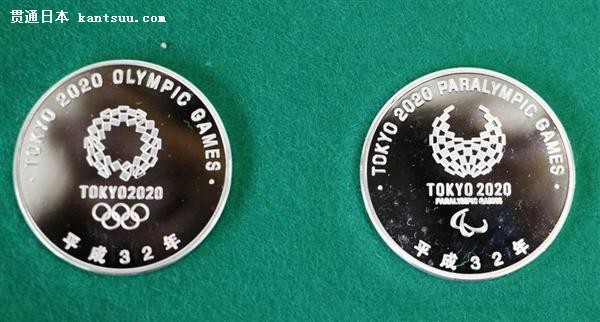 贯通日本 kantsuu.com
· TOKYO 2020 OLYMPIC GAMES ·
TOKYO2020
平成32年
· TOKYO 2020 PARALYMPIC GAMES ·
TOKYO 2020
PARALYMPIC GAMES
平成32年